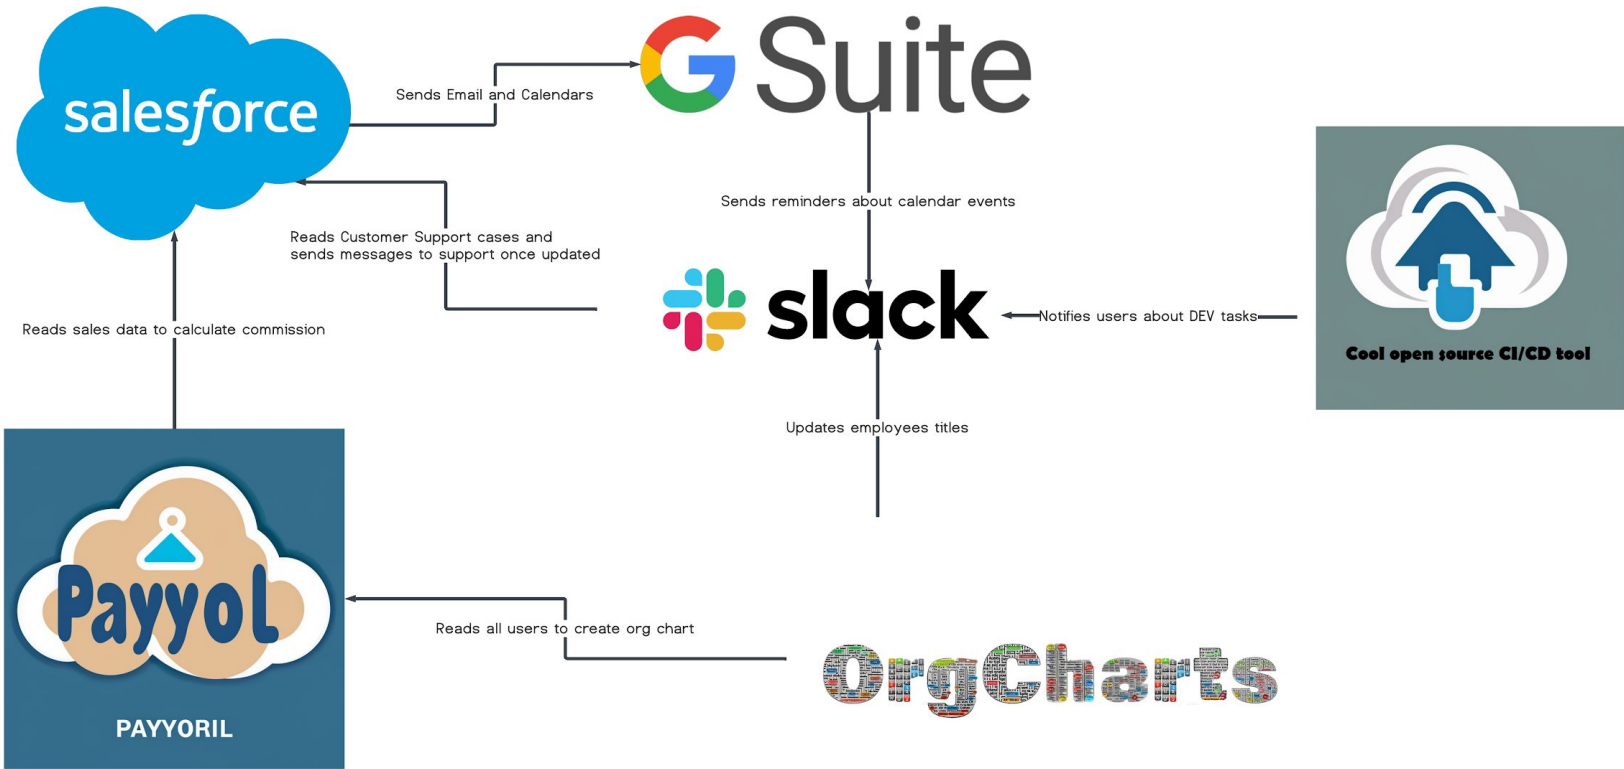 salesforce
G Suite
Sends Email and Calendars
Sends reminders about calendar events
Reads Customer Support cases and
sends messages to support once updated
slack
Notifies users about DEV tasks
Cool open source CI/CD tool
Reads sales data to calculate commission
Updates employees titles
Payyol
PAYYORIL
Reads all users to create org chart
OrgCharts